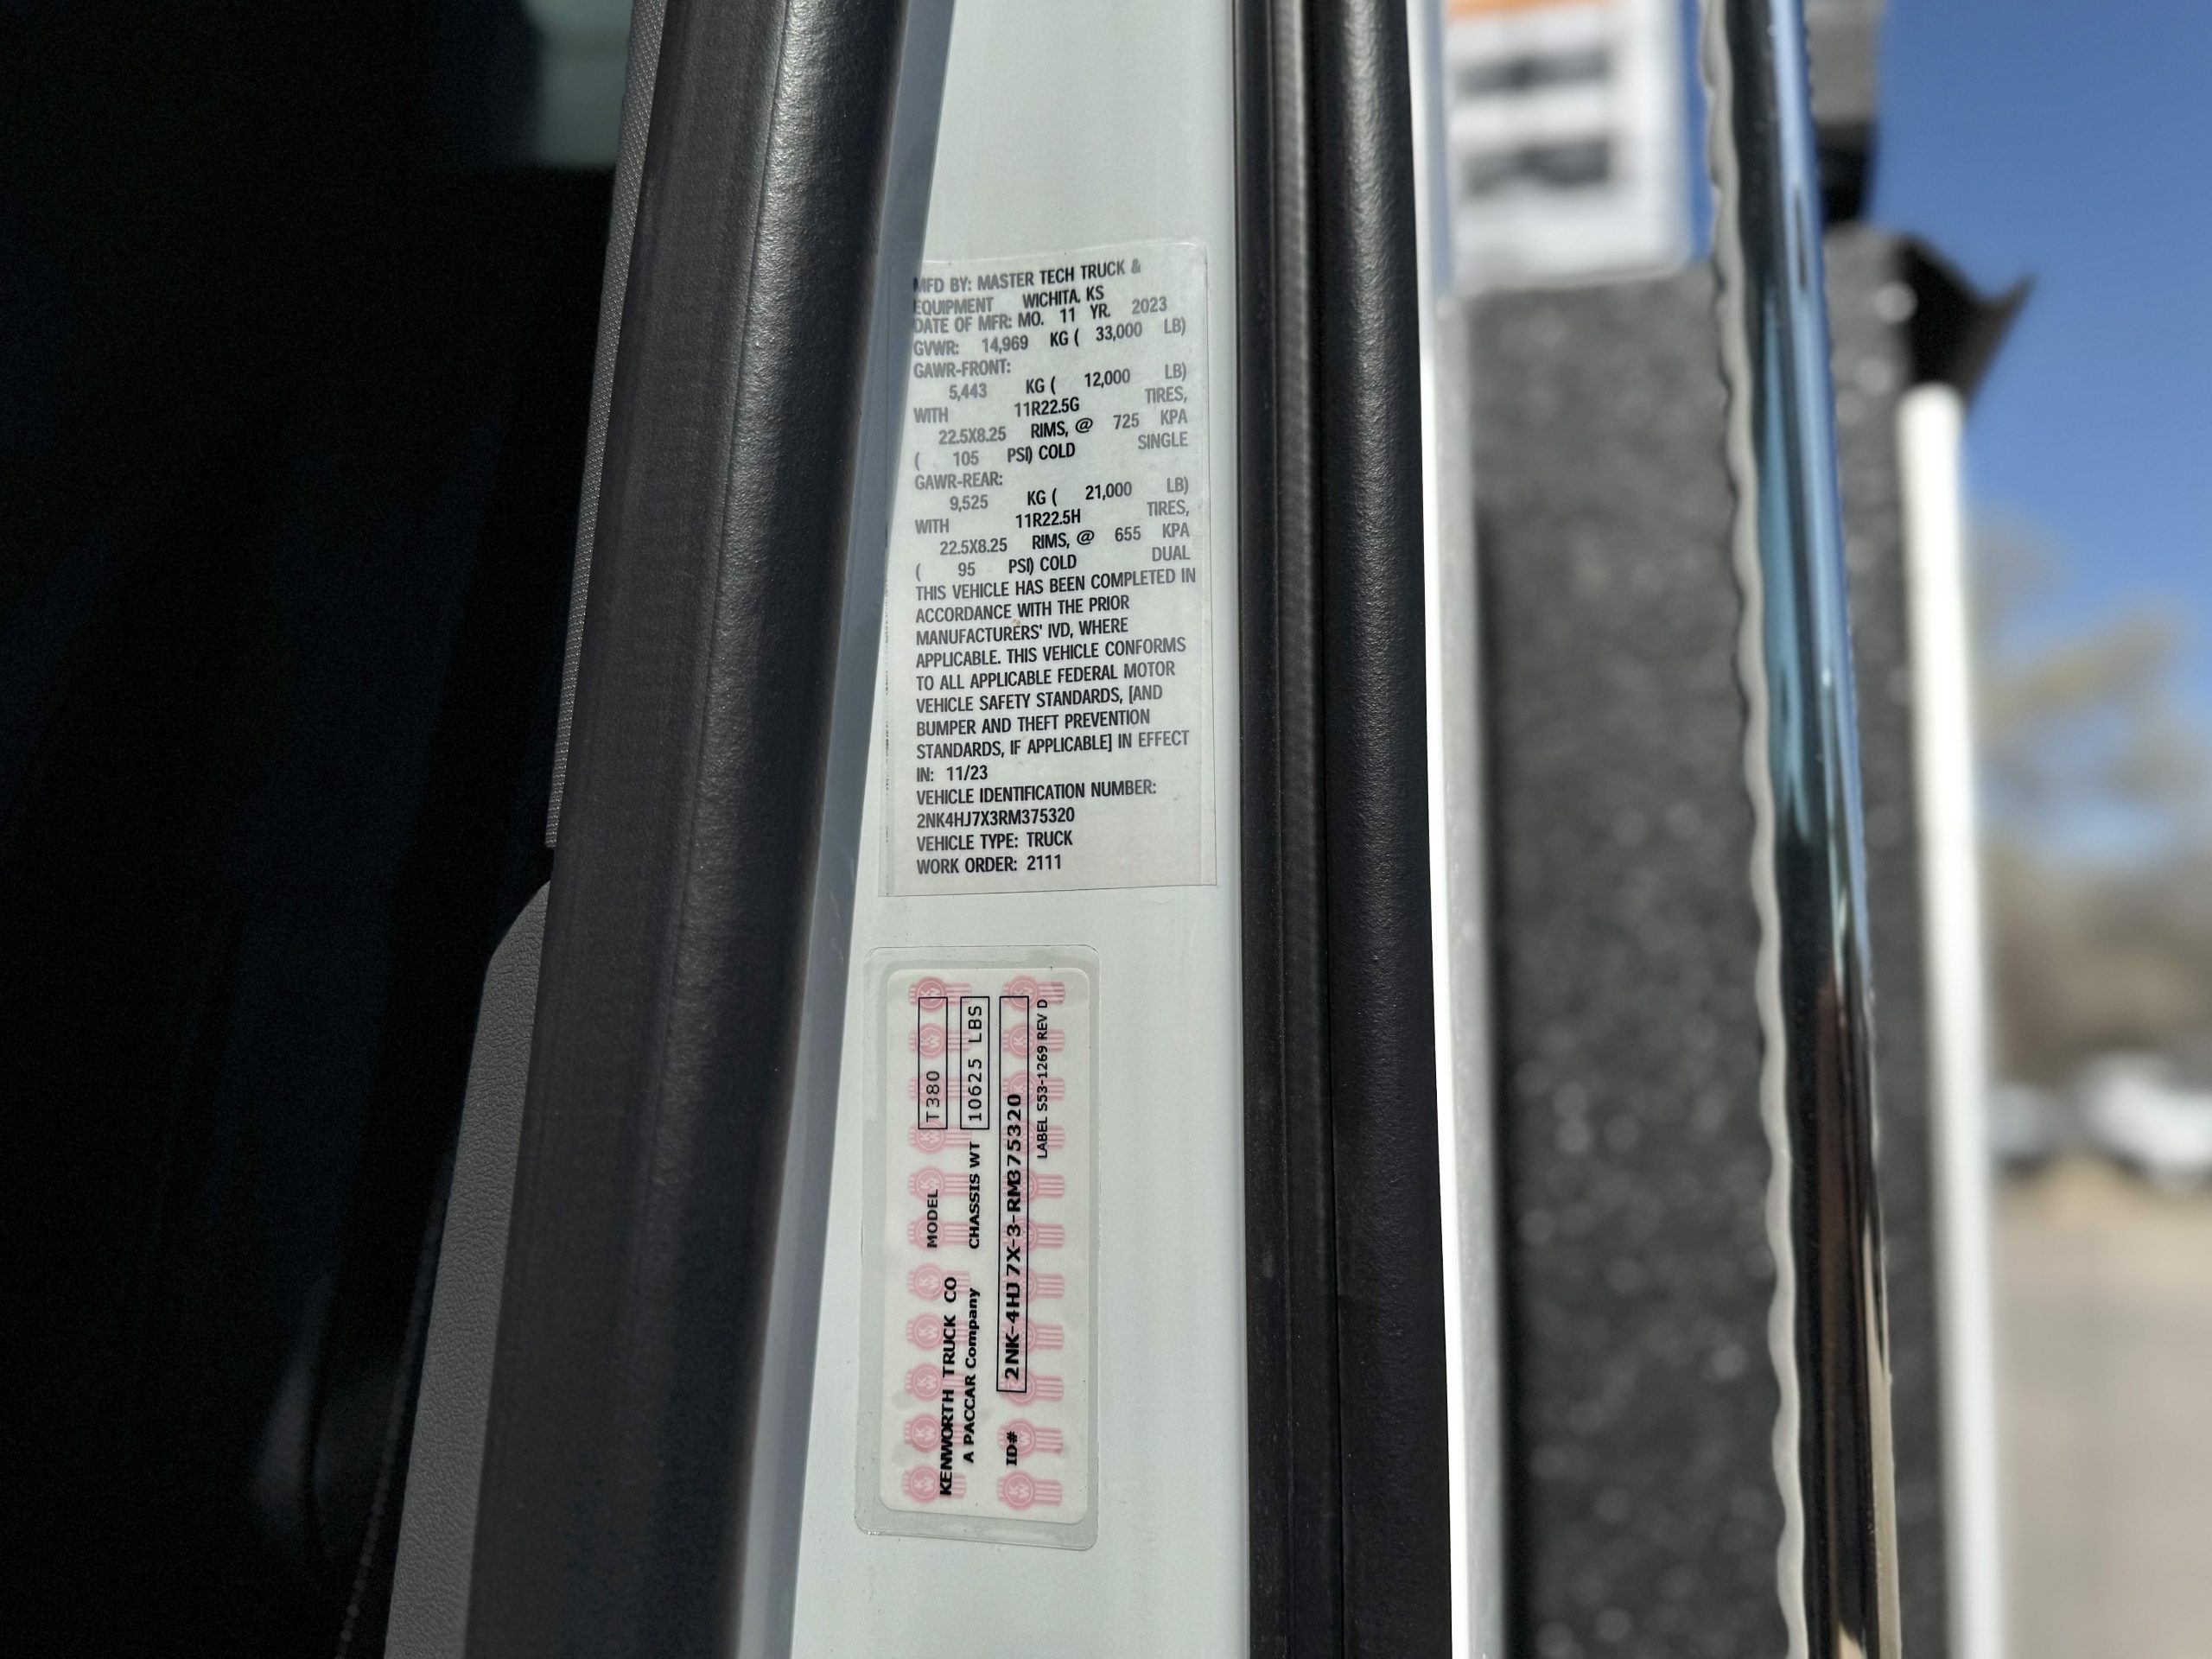 MFD BY: MASTER TECH TRUCK &
EQUIPMENT WICHITA, KS
DATE OF MFR: MO. 11 YR. 2023
GVWR: 14,969 KG ( 33,000 LB)
GAWR-FRONT:
5,443 KG ( 12,000 LB)
WITH 11R22.5G TIRES,
22.5X8.25 RIMS, @ 725 KPA
( 105 PSI) COLD SINGLE
GAWR-REAR:
9,525 KG ( 21,000 LB)
WITH 11R22.5H TIRES,
22.5X8.25 RIMS, @ 655 KPA
( 95 PSI) COLD DUAL
THIS VEHICLE HAS BEEN COMPLETED IN
ACCORDANCE WITH THE PRIOR
MANUFACTURERS' IVD, WHERE
APPLICABLE. THIS VEHICLE CONFORMS
TO ALL APPLICABLE FEDERAL MOTOR
VEHICLE SAFETY STANDARDS, [AND
BUMPER AND THEFT PREVENTION
STANDARDS, IF APPLICABLE] IN EFFECT
IN: 11/23
VEHICLE IDENTIFICATION NUMBER:
2NK4HJ7X3RM375320
VEHICLE TYPE: TRUCK
WORK ORDER: 2111
KENWORTH TRUCK CO MODEL T380
A PACCAR Company CHASSIS WT 10625 LBS
ID# 2NK-4HJ7X-3-RM375320
LABEL S53-1269 REV D